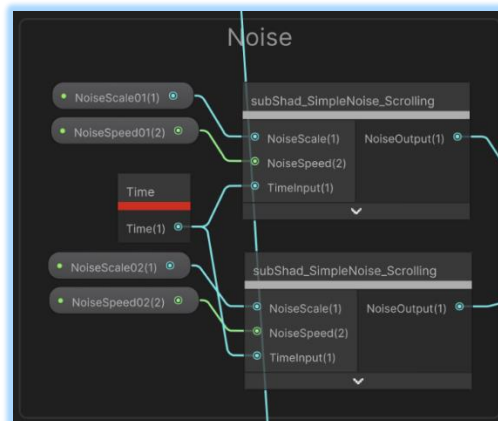 Noise
NoiseScale01(1)
NoiseSpeed01(2)
subShad_SimpleNoise_Scrolling
NoiseScale(1) NoiseOutput(1)
NoiseSpeed(2)
TimeInput(1)
Time
Time(1)
NoiseScale02(1)
NoiseSpeed02(2)
subShad_SimpleNoise_Scrolling
NoiseScale(1) NoiseOutput(1)
NoiseSpeed(2)
TimeInput(1)